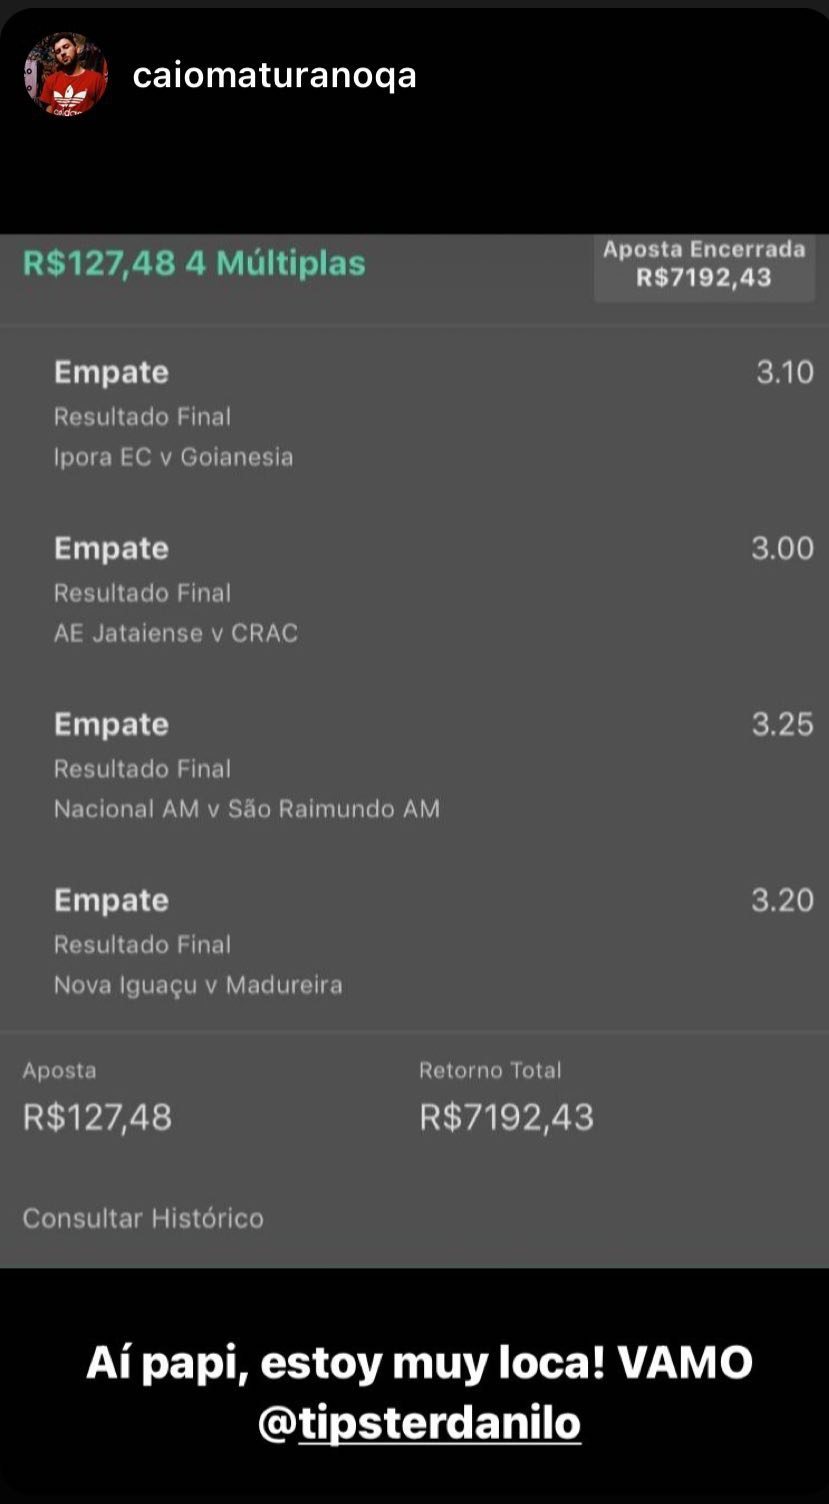 caiomaturanoqa
R$127,48 4 Múltiplas
Aposta Encerrada
R$7192,43
Empate
3.10
Resultado Final
Ipora EC v Goianesia
Empate
3.00
Resultado Final
AE Jataiense v CRAC
Empate
3.25
Resultado Final
Nacional AM v São Raimundo AM
Empate
3.20
Resultado Final
Nova Iguaçu v Madureira
Aposta
Retorno Total
R$127,48
R$7192,43
Consultar Histórico
Aí papi, estoy muy loca! VAMO
@tipsterdanilo